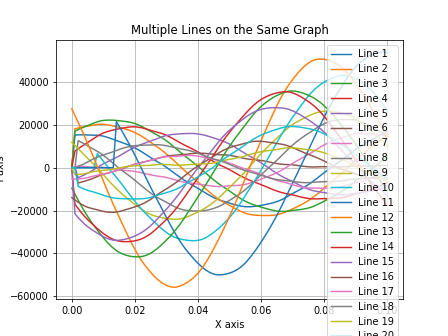 Multiple Lines on the Same Graph
40000
20000
0
−20000
−40000
−60000
0.00
0.02
0.04
0.06
X axis
Line 1
Line 2
Line 3
Line 4
Line 5
Line 6
Line 7
Line 8
Line 9
Line 10
Line 11
Line 12
Line 13
Line 14
Line 15
Line 16
Line 17
Line 18
Line 19